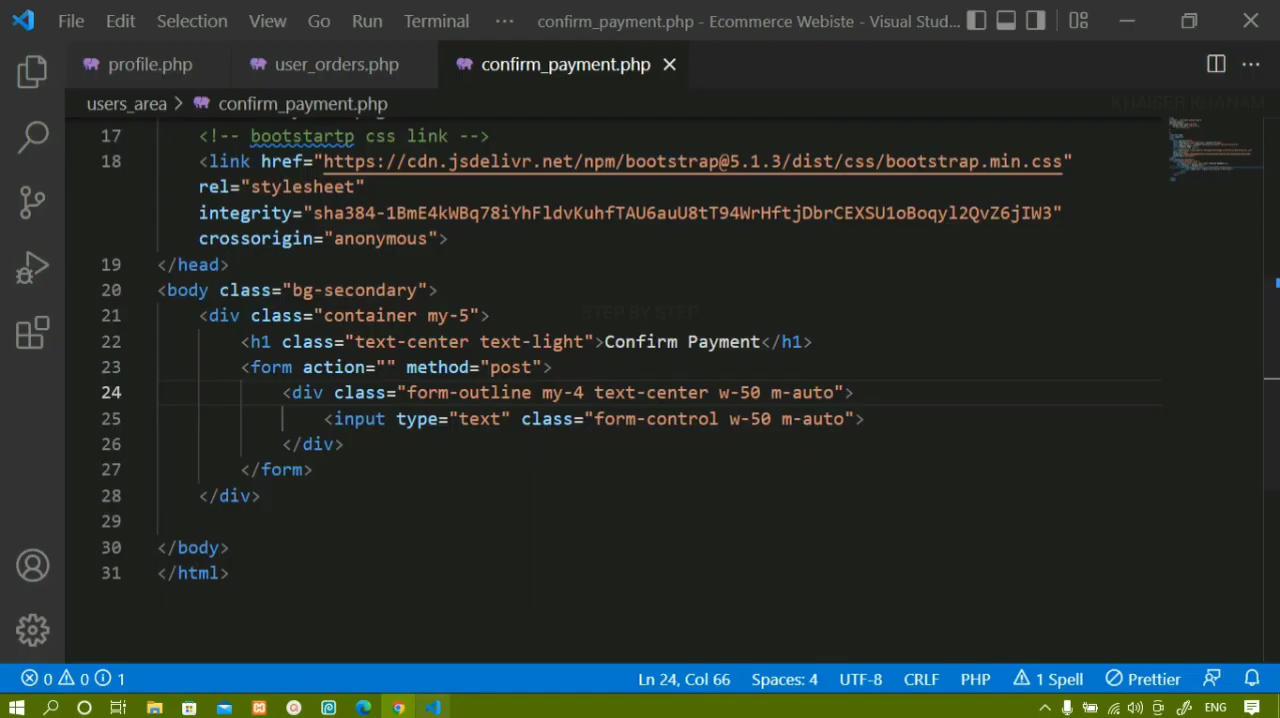 File Edit Selection View Go Run Terminal ··· confirm_payment.php - Ecommerce Webiste - Visual Stud...
profile.php user_orders.php confirm_payment.php
users_area > confirm_payment.php
KHAISER KHANAM
17 <!-- bootstartp css link -->
18 <link href="https://cdn.jsdelivr.net/npm/bootstrap@5.1.3/dist/css/bootstrap.min.css"
rel="stylesheet"
integrity="sha384-1BmE4kWBq78iYhFldvKuhfTAU6auU8tT94WrHftjDbrCEXSU1oBoqyl2QvZ6jIW3"
crossorigin="anonymous">
19 </head>
20 <body class="bg-secondary">
STEP BY STEP
21 <div class="container my-5">
22 <h1 class="text-center text-light">Confirm Payment</h1>
23 <form action="" method="post">
24 <div class="form-outline my-4 text-center w-50 m-auto">
25 <input type="text" class="form-control w-50 m-auto">
26 </div>
27 </form>
28 </div>
29
30 </body>
31 </html>
0 0 1 Ln 24, Col 66 Spaces: 4 UTF-8 CRLF PHP 1 Spell Prettier
ENG